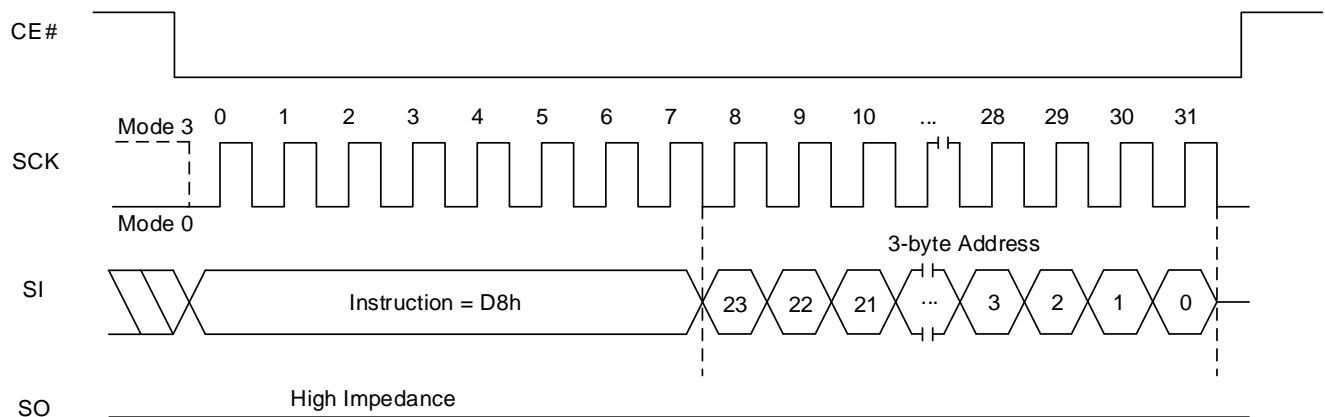 CE#
0 1 2 3 4 5 6 7 8 9 10 ... 28 29 30 31
Mode 3
SCK
Mode 0
3-byte Address
SI
Instruction = D8h 23 22 21 ... 3 2 1 0
High Impedance
SO